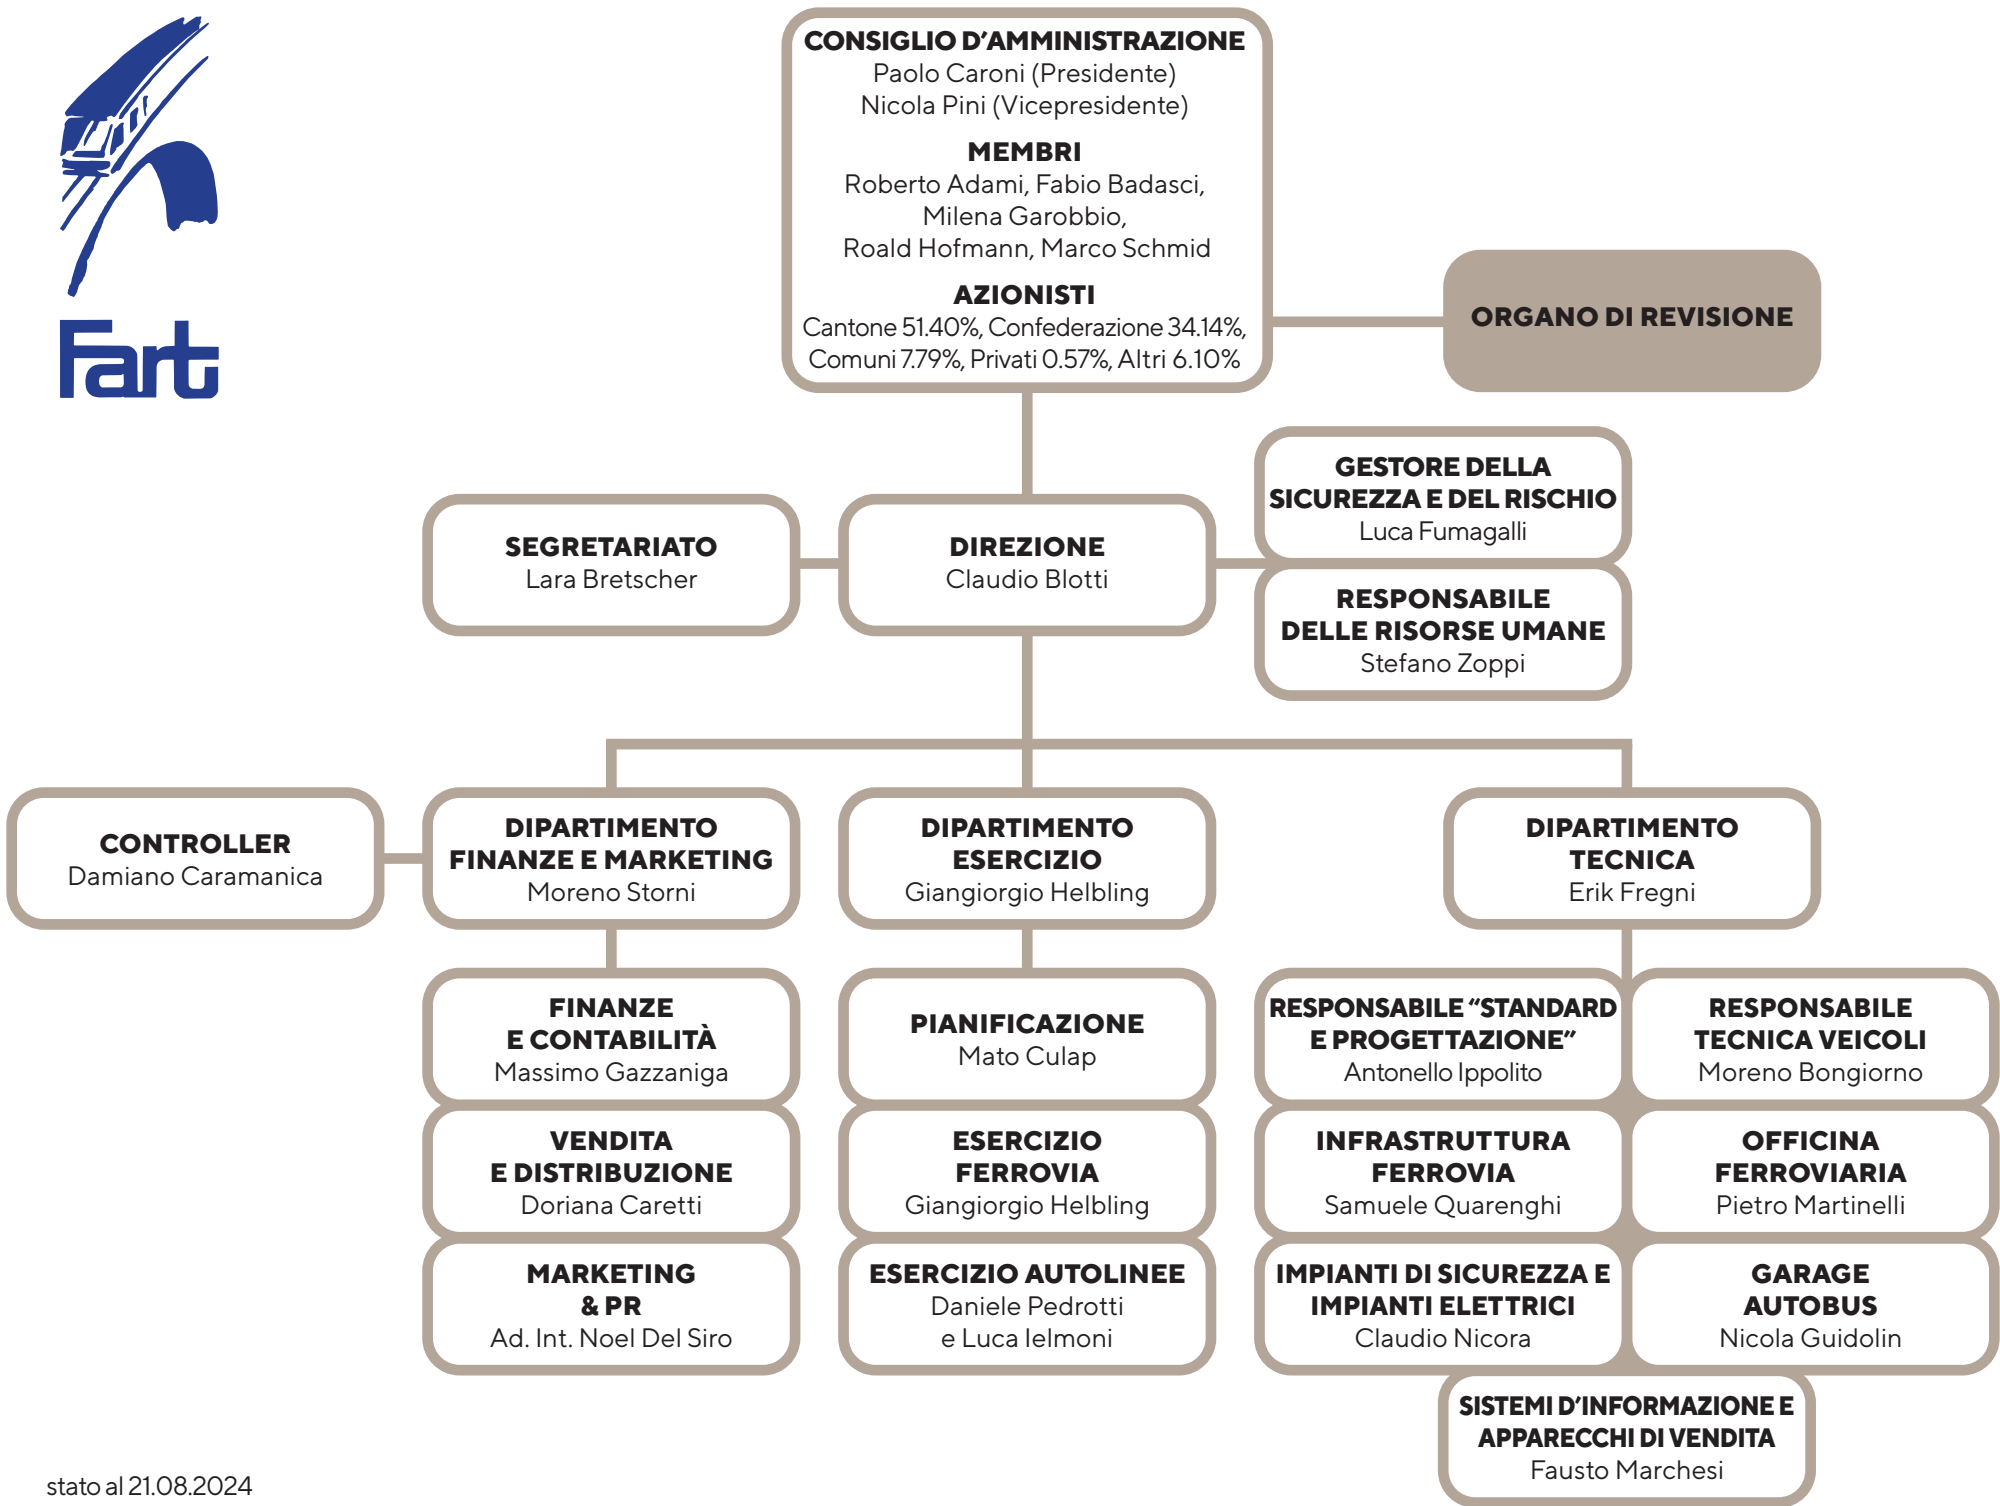 Fart
CONSIGLIO D'AMMINISTRAZIONE
Paolo Caroni (Presidente)
Nicola Pini (Vicepresidente)
MEMBRI
Roberto Adami, Fabio Badasci,
Milena Garobbio,
Roald Hofmann, Marco Schmid
AZIONISTI
Cantone 51.40%, Confederazione 34.14%,
Comuni 7.79%, Privati 0.57%, Altri 6.10%
ORGANO DI REVISIONE
SEGRETARIATO
Lara Bretscher
DIREZIONE
Claudio Blotti
GESTORE DELLA
SICUREZZA E DEL RISCHIO
Luca Fumagalli
RESPONSABILE
DELLE RISORSE UMANE
Stefano Zoppi
CONTROLLER
Damiano Caramanica
DIPARTIMENTO
FINANZE E MARKETING
Moreno Storni
DIPARTIMENTO
ESERCIZIO
Giangiorgio Helbling
DIPARTIMENTO
TECNICA
Erik Fregni
FINANZE
E CONTABILITÀ
Massimo Gazzaniga
VENDITA
E DISTRIBUZIONE
Doriana Caretti
MARKETING
& PR
Ad. Int. Noel Del Siro
PIANIFICAZIONE
Mato Culap
ESERCIZIO
FERROVIA
Giangiorgio Helbling
ESERCIZIO AUTOLINEE
Daniele Pedrotti
e Luca Ielmoni
RESPONSABILE “STANDARD
E PROGETTAZIONE”
Antonello Ippolito
INFRASTRUTTURA
FERROVIA
Samuele Quarenghi
IMPIANTI DI SICUREZZA E
IMPIANTI ELETTRICI
Claudio Nicora
RESPONSABILE
TECNICA VEICOLI
Moreno Bongiorno
OFFICINA
FERROVIARIA
Pietro Martinelli
GARAGE
AUTOBUS
Nicola Guidolin
SISTEMI D'INFORMAZIONE E
APPARECCHI DI VENDITA
Fausto Marchesi
stato al 21.08.2024